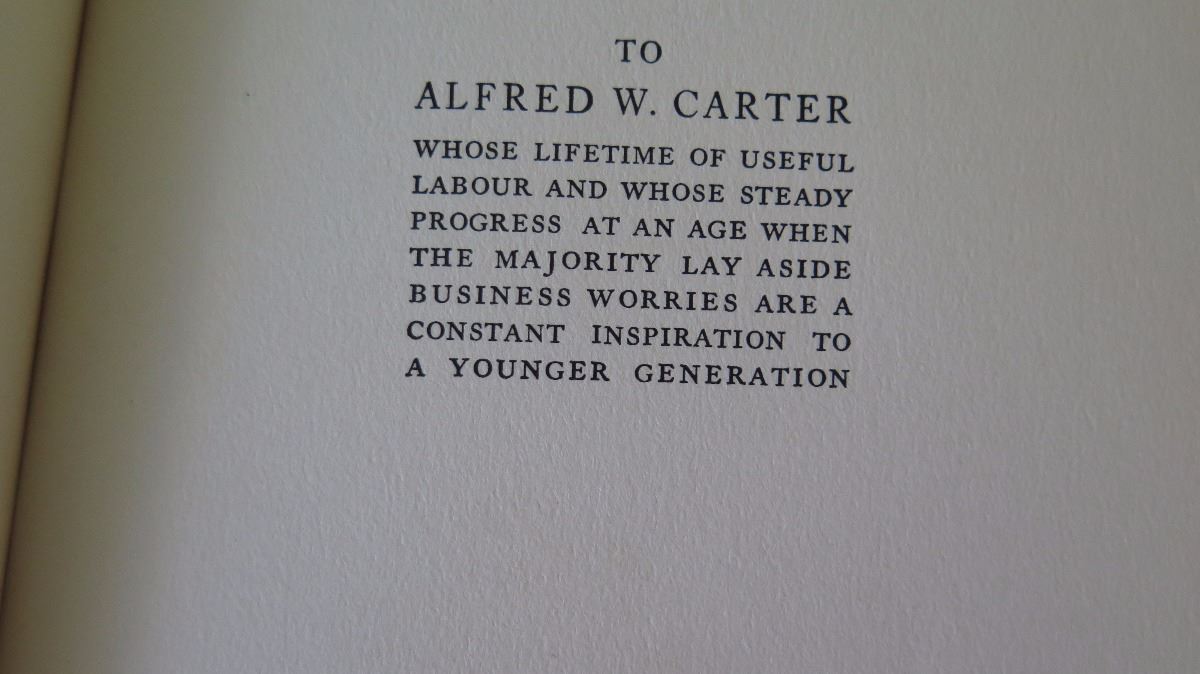 TO
ALFRED W. CARTER
WHOSE LIFETIME OF USEFUL
LABOUR AND WHOSE STEADY
PROGRESS AT AN AGE WHEN
THE MAJORITY LAY ASIDE
BUSINESS WORRIES ARE A
CONSTANT INSPIRATION TO
A YOUNGER GENERATION